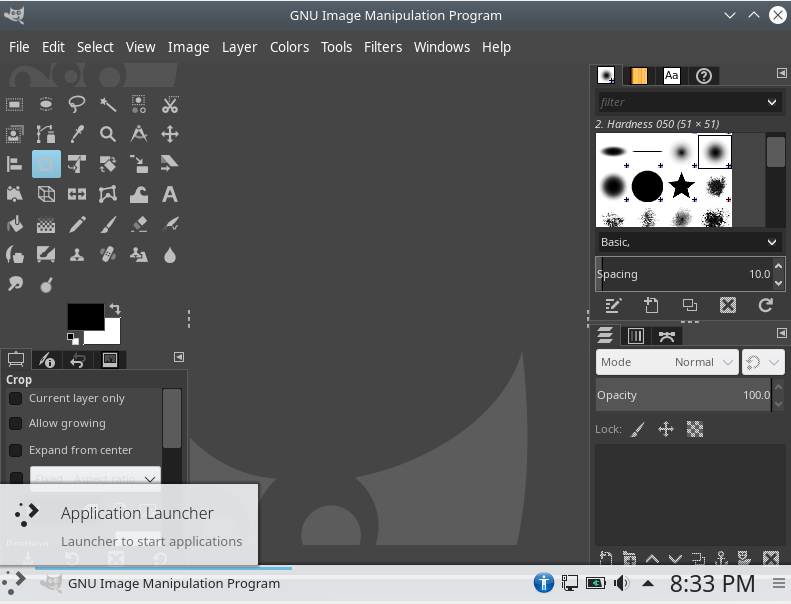 GNU Image Manipulation Program
File Edit Select View Image Layer Colors Tools Filters Windows Help
Aa
filter
2. Hardness 050 (51 × 51)
Basic,
Spacing 10.0
Mode Normal
Opacity 100.0
Lock:
Crop
Current layer only
Allow growing
Expand from center
Application Launcher
Launcher to start applications
GNU Image Manipulation Program
8:33 PM